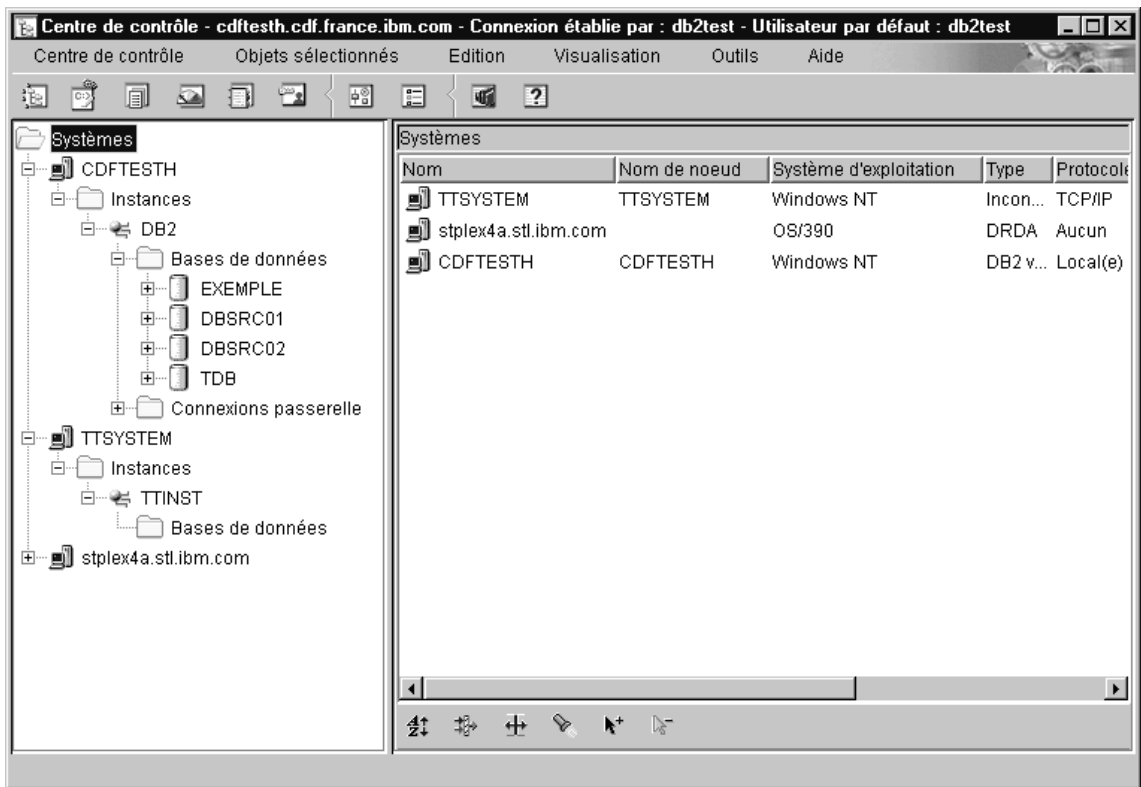 Centre de contrôle - cdftesth.cdf.france.ibm.com - Connexion établie par : db2test - Utilisateur par défaut : db2test
Centre de contrôle Objets sélectionnés Edition Visualisation Outils Aide
Systèmes
CDFTESTH
Instances
DB2
Bases de données
EXEMPLE
DBSRC01
DBSRC02
TDB
Connexions passerelle
TTSYSTEM
Instances
TTINST
Bases de données
stplex4a.stl.ibm.com
Systèmes
Nom Nom de noeud Système d'exploitation Type Protocole
TTSYSTEM TTSYSTEM Windows NT Incon... TCP/IP
stplex4a.stl.ibm.com OS/390 DRDA Aucun
CDFTESTH CDFTESTH Windows NT DB2 v... Local(e)